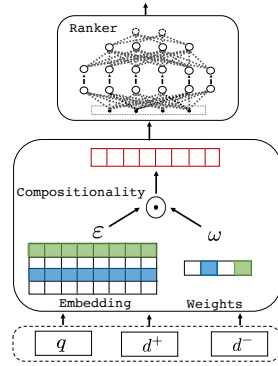 Ranker
Compositionality
ε ω
Embedding Weights
q d⁺ d⁻